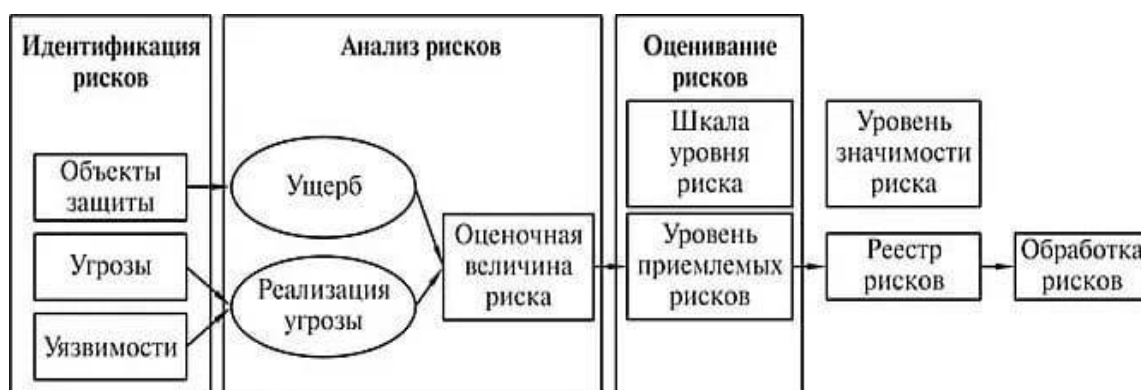 Идентификация
рисков
Объекты
защиты
Угрозы
Уязвимости
Анализ рисков
Ущерб
Реализация
угрозы
Оценочная
величина
риска
Оценивание
рисков
Шкала
уровня
риска
Уровень
приемлемых
рисков
Уровень
значимости
риска
Реестр
рисков
Обработка
рисков